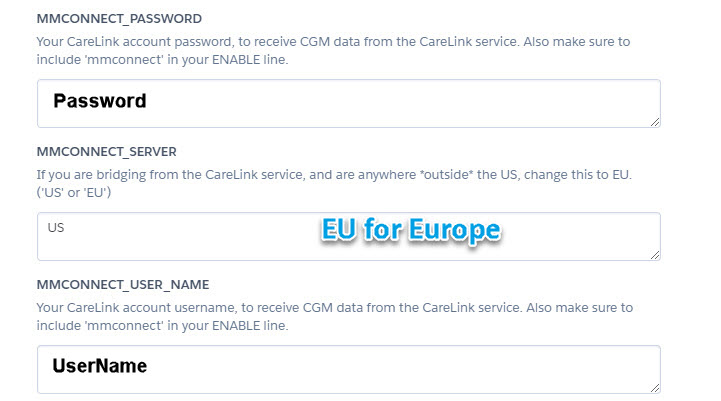 MMCONNECT_PASSWORD
Your CareLink account password, to receive CGM data from the CareLink service. Also make sure to
include 'mmconnect' in your ENABLE line.
Password
MMCONNECT_SERVER
If you are bridging from the CareLink service, and are anywhere *outside* the US, change this to EU.
('US' or 'EU')
US
EU for Europe
MMCONNECT_USER_NAME
Your CareLink account username, to receive CGM data from the CareLink service. Also make sure to
include 'mmconnect' in your ENABLE line.
UserName